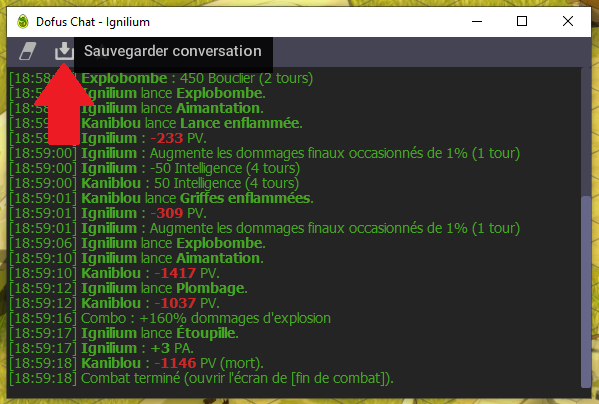 Dofus Chat - Ignilium
Sauvegarder conversation
[18:58: Explobombe : 450 Bouclier (2 tours)
[18:5 Ignilium lance Explobombe.
[18:5 Ignilium lance Aimantation.
[18:59 Kaniblou lance Lance enflammée.
[18:59 Ignilium : -233 PV.
[18:59:00] Ignilium : Augmente les dommages finaux occasionnés de 1% (1 tour)
[18:59:00] Ignilium : -50 Intelligence (4 tours)
[18:59:00] Kaniblou : 50 Intelligence (4 tours)
[18:59:01] Kaniblou lance Griffes enflammées.
[18:59:01] Ignilium : -309 PV.
[18:59:01] Ignilium : Augmente les dommages finaux occasionnés de 1% (1 tour)
[18:59:06] Ignilium lance Explobombe.
[18:59:10] Ignilium lance Aimantation.
[18:59:10] Kaniblou : -1417 PV.
[18:59:12] Ignilium lance Plombage.
[18:59:12] Kaniblou : -1037 PV.
[18:59:16] Combo : +160% dommages d'explosion
[18:59:17] Ignilium lance Étoupille.
[18:59:17] Ignilium : +3 PA.
[18:59:18] Kaniblou : -1146 PV (mort).
[18:59:18] Combat terminé (ouvrir l'écran de [fin de combat]).